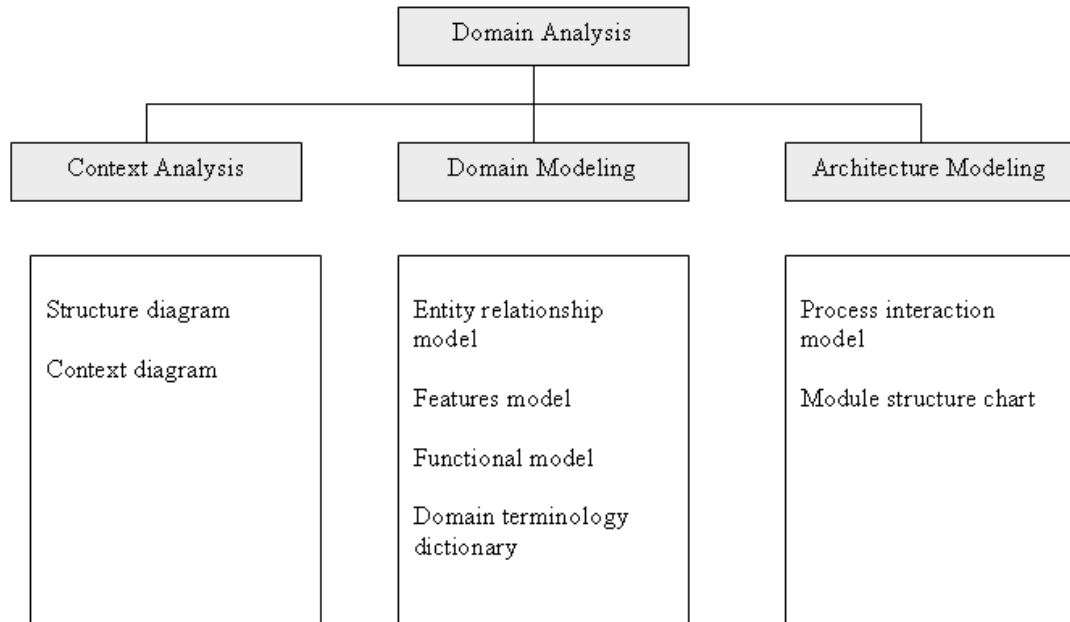 Domain Analysis
Context Analysis
Domain Modeling
Architecture Modeling
Structure diagram
Context diagram
Entity relationship
model
Features model
Functional model
Domain terminology
dictionary
Process interaction
model
Module structure chart